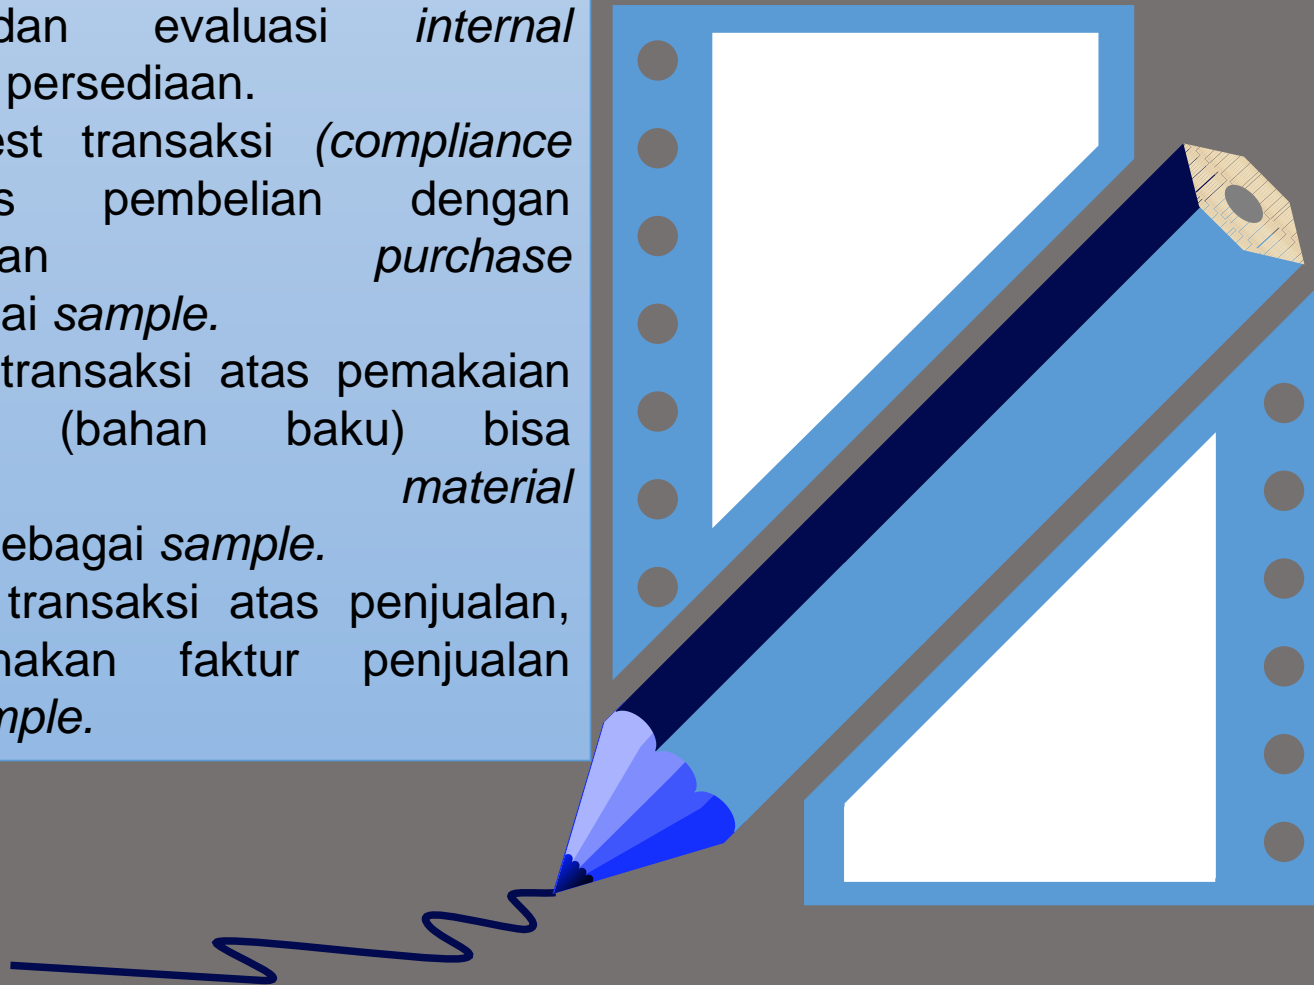 dan evaluasi internal
persediaan.
est transaksi (compliance
s pembelian dengan
an purchase
ai sample.
transaksi atas pemakaian
(bahan baku) bisa
material
ebagai sample.
transaksi atas penjualan,
nakan faktur penjualan
mple.